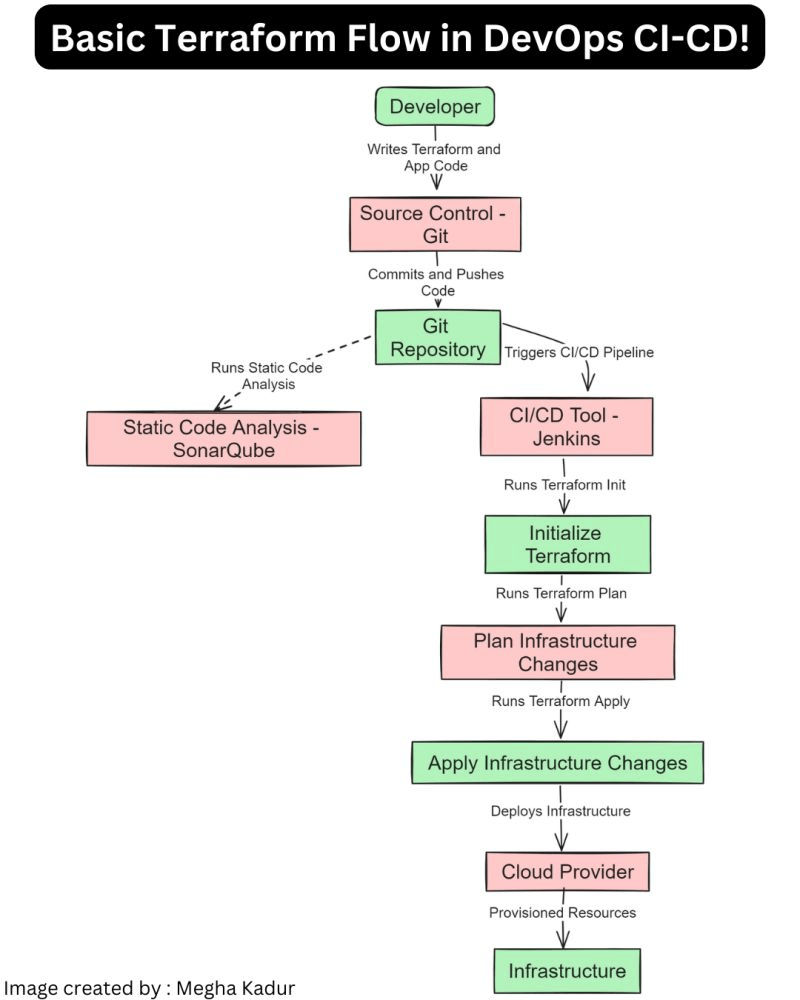 Basic Terraform Flow in DevOps CI-CD!
Developer
Writes Terraform and
App Code
Source Control -
Git
Commits and Pushes
Code
Git
Repository
Runs Static Code
Analysis
Triggers CI/CD Pipeline
Static Code Analysis -
SonarQube
CI/CD Tool -
Jenkins
Runs Terraform Init
Initialize
Terraform
Runs Terraform Plan
Plan Infrastructure
Changes
Runs Terraform Apply
Apply Infrastructure Changes
Deploys Infrastructure
Cloud Provider
Provisioned Resources
Infrastructure
Image created by : Megha Kadur